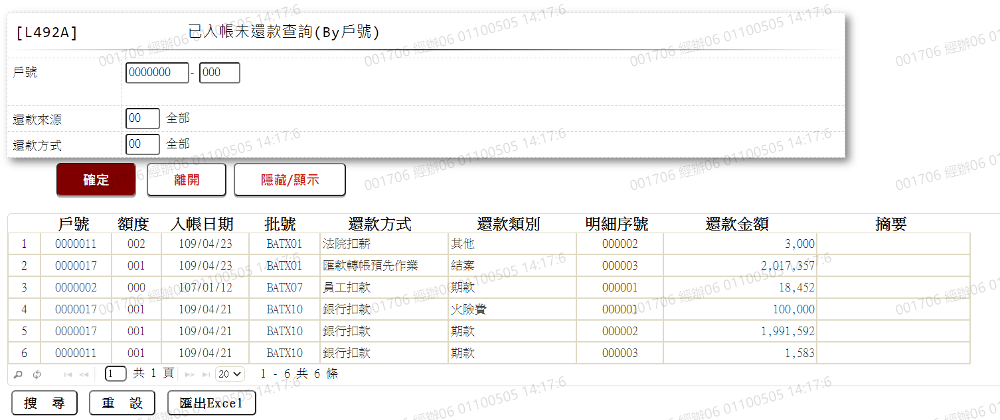 [L492A] 已入帳未還款查詢(By戶號)
戶號 0000000 - 000
還款來源 00 全部
還款方式 00 全部
確定 離開 隱藏/顯示
戶號 額度 入帳日期 批號 還款方式 還款類別 明細序號 還款金額 摘要
1 0000011 002 109/04/23 BATX01 法院扣薪 其他 000002 3,000
2 0000017 001 109/04/23 BATX01 匯款轉帳預先作業 結案 000003 2,017,357
3 0000002 000 107/01/12 BATX07 員工扣款 期款 000001 18,452
4 0000017 001 109/04/21 BATX10 銀行扣款 火險費 000001 100,000
5 0000017 001 109/04/21 BATX10 銀行扣款 期款 000002 1,991,592
6 0000011 001 109/04/21 BATX10 銀行扣款 期款 000003 1,583
1 共 1 頁 20 1 - 6 共 6 條
搜 尋 重 設 匯出Excel
001706 經辦06 01100505 14:17:6